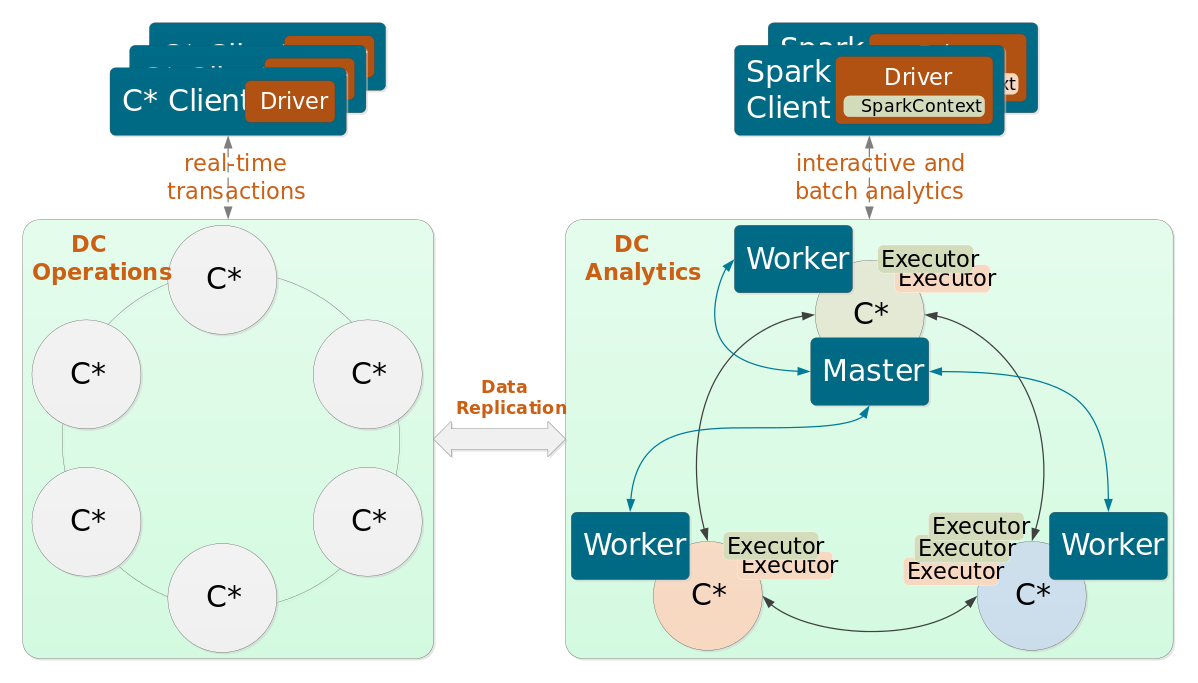 C* Client
Driver
Spark
Spark
Client
Driver
SparkContext
real-time
transactions
interactive and
batch analytics
DC
Operations
C*
C*
C*
C*
C*
C*
Data
Replication
DC
Analytics
Worker
Executor
Executor
C*
Master
Worker
Executor
Executor
C*
Executor
Executor
Executor
Worker
C*